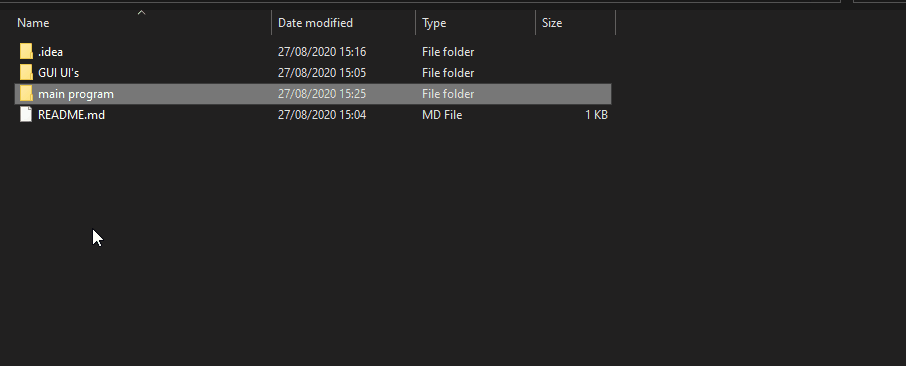 Name Date modified Type Size
.idea 27/08/2020 15:16 File folder
GUI UI's 27/08/2020 15:05 File folder
main program 27/08/2020 15:25 File folder
README.md 27/08/2020 15:04 MD File 1 KB